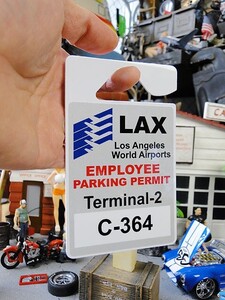 LAX
Los Angeles
World Airports
EMPLOYEE
PARKING PERMIT
Terminal-2
C-364